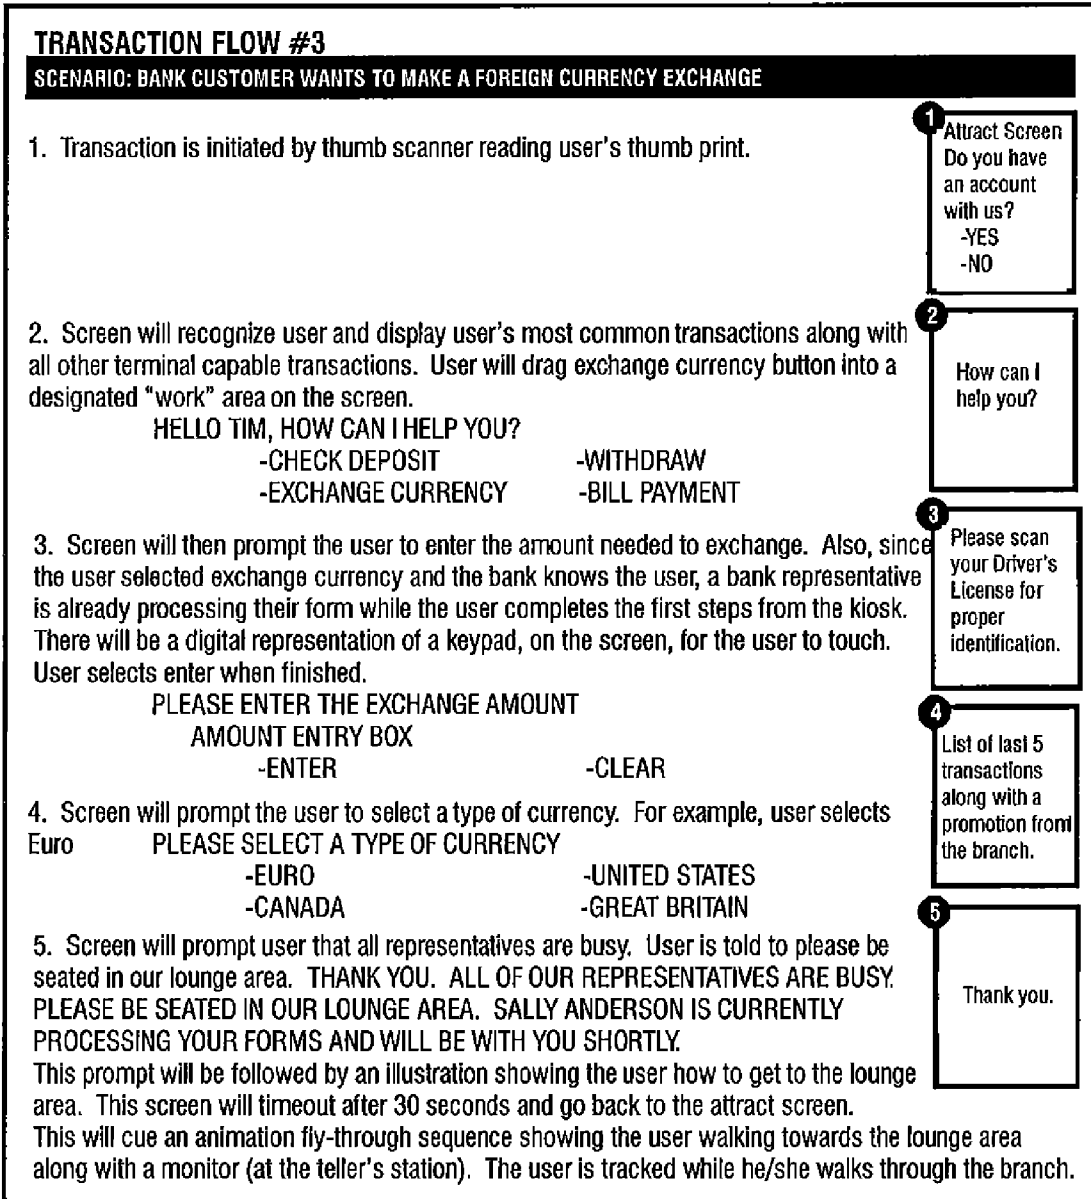 TRANSACTION FLOW #3
SCENARIO: BANK CUSTOMER WANTS TO MAKE A FOREIGN CURRENCY EXCHANGE
1. Transaction is initiated by thumb scanner reading user's thumb print.
1
Attract Screen
Do you have
an account
with us?
-YES
-NO
2. Screen will recognize user and display user's most common transactions along with
all other terminal capable transactions. User will drag exchange currency button into a
designated "work" area on the screen.
HELLO TIM, HOW CAN I HELP YOU?
-CHECK DEPOSIT -WITHDRAW
-EXCHANGE CURRENCY -BILL PAYMENT
2
How can I
help you?
3. Screen will then prompt the user to enter the amount needed to exchange. Also, since
the user selected exchange currency and the bank knows the user, a bank representative
is already processing their form while the user completes the first steps from the kiosk.
There will be a digital representation of a keypad, on the screen, for the user to touch.
User selects enter when finished.
PLEASE ENTER THE EXCHANGE AMOUNT
AMOUNT ENTRY BOX
-ENTER -CLEAR
3
Please scan
your Driver's
License for
proper
identification.
4. Screen will prompt the user to select a type of currency. For example, user selects
Euro PLEASE SELECT A TYPE OF CURRENCY
-EURO -UNITED STATES
-CANADA -GREAT BRITAIN
4
List of last 5
transactions
along with a
promotion from
the branch.
5. Screen will prompt user that all representatives are busy. User is told to please be
seated in our lounge area. THANK YOU. ALL OF OUR REPRESENTATIVES ARE BUSY.
PLEASE BE SEATED IN OUR LOUNGE AREA. SALLY ANDERSON IS CURRENTLY
PROCESSING YOUR FORMS AND WILL BE WITH YOU SHORTLY.
This prompt will be followed by an illustration showing the user how to get to the lounge
area. This screen will timeout after 30 seconds and go back to the attract screen.
This will cue an animation fly-through sequence showing the user walking towards the lounge area
along with a monitor (at the teller's station). The user is tracked while he/she walks through the branch.
5
Thank you.